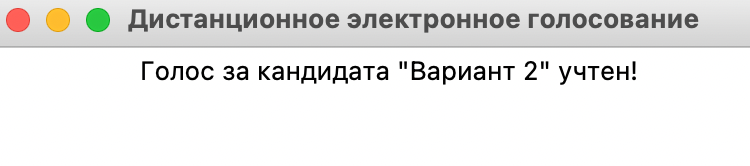 Дистанционное электронное голосование
Голос за кандидата "Вариант 2" учтен!